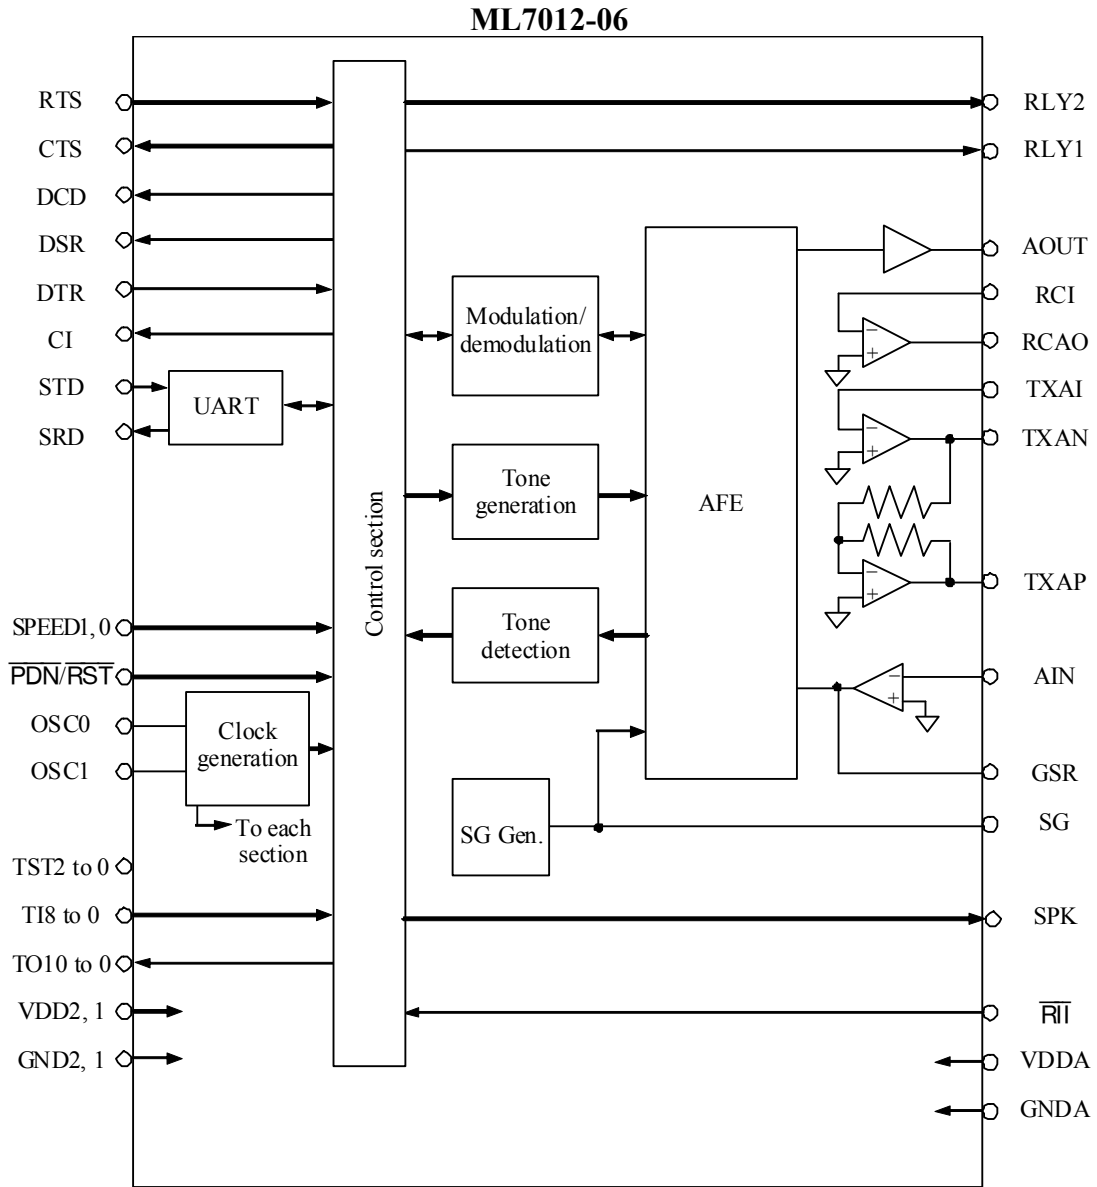 ML7012-06
RTS
CTS
DCD
DSR
DTR
CI
STD
SRD
UART
SPEED1, 0
PDN/RST
OSC0
OSC1
Clock
generation
To each
section
TST2 to 0
TI8 to 0
TO10 to 0
VDD2, 1
GND2, 1
Control section
Modulation/
demodulation
Tone
generation
Tone
detection
SG Gen.
AFE
−
+
−
+
−
+
−
+
RLY2
RLY1
AOUT
RCI
RCAO
TXAI
TXAN
TXAP
AIN
GSR
SG
SPK
RII
VDDA
GNDA